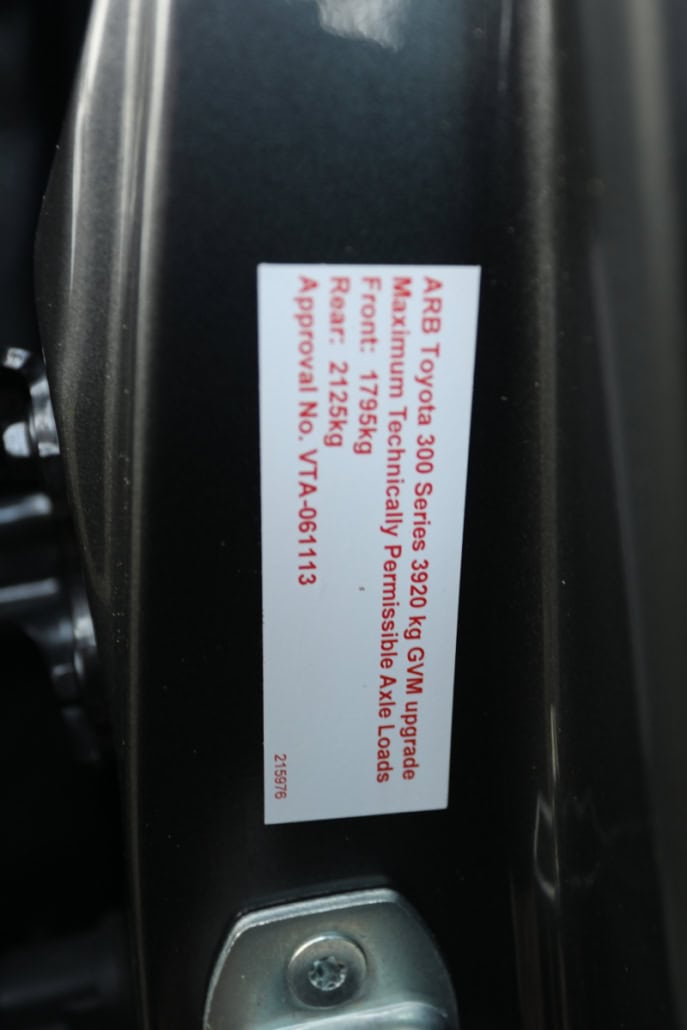 ARB Toyota 300 Series 3920 kg GVM upgrade
Maximum Technically Permissible Axle Loads
Front: 1795kg
Rear: 2125kg
Approval No. VTA-061113
215976